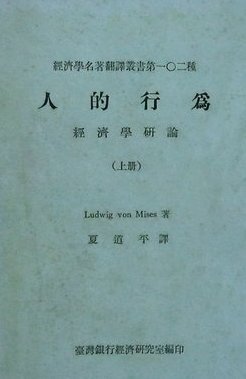 經濟學名著翻譯叢書第一〇二種
人的行爲
經濟學研論
(上册)
Ludwig von Mises 著
夏道平譯
臺灣銀行經濟研究室編印